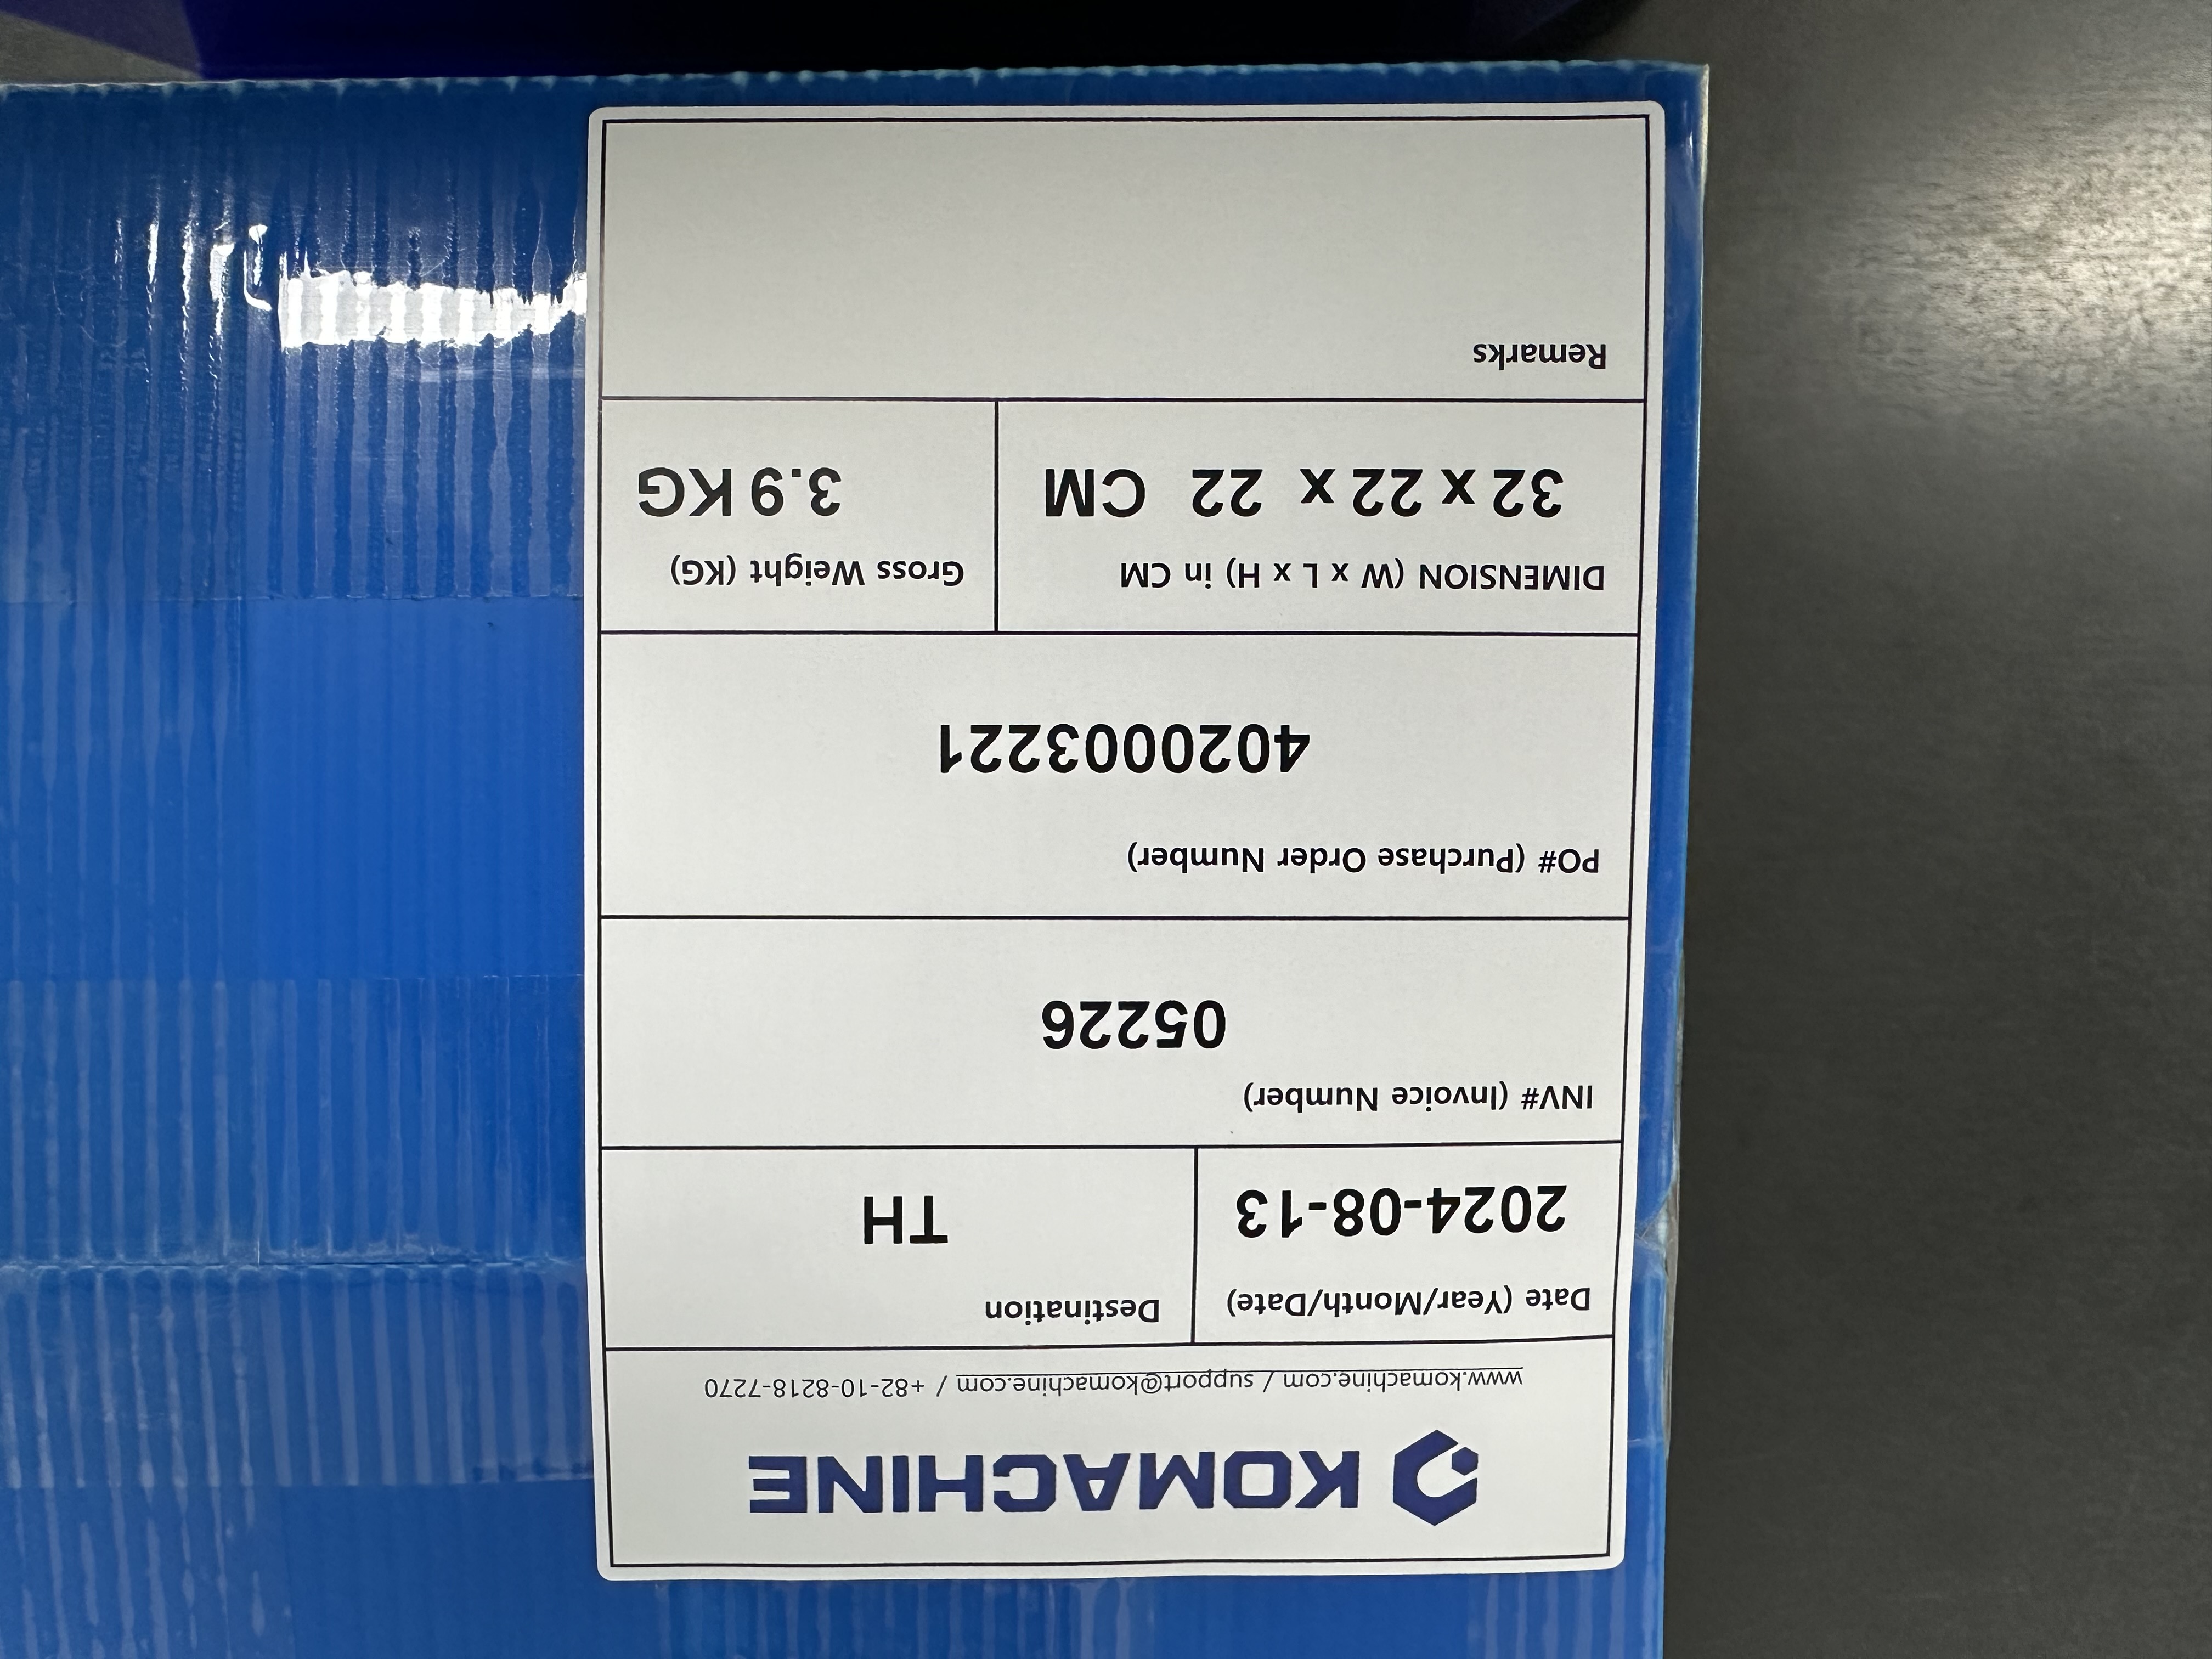 KOMACHINE
www.komachine.com / support@komachine.com / +82-10-8218-7270
Date (Year/Month/Date)
2024-08-13
Destination
TH
INV# (Invoice Number)
05226
PO# (Purchase Order Number)
4020003221
DIMENSION (W x L x H) in CM
32 x 22 x 22 CM
Gross Weight (KG)
3.9 KG
Remarks